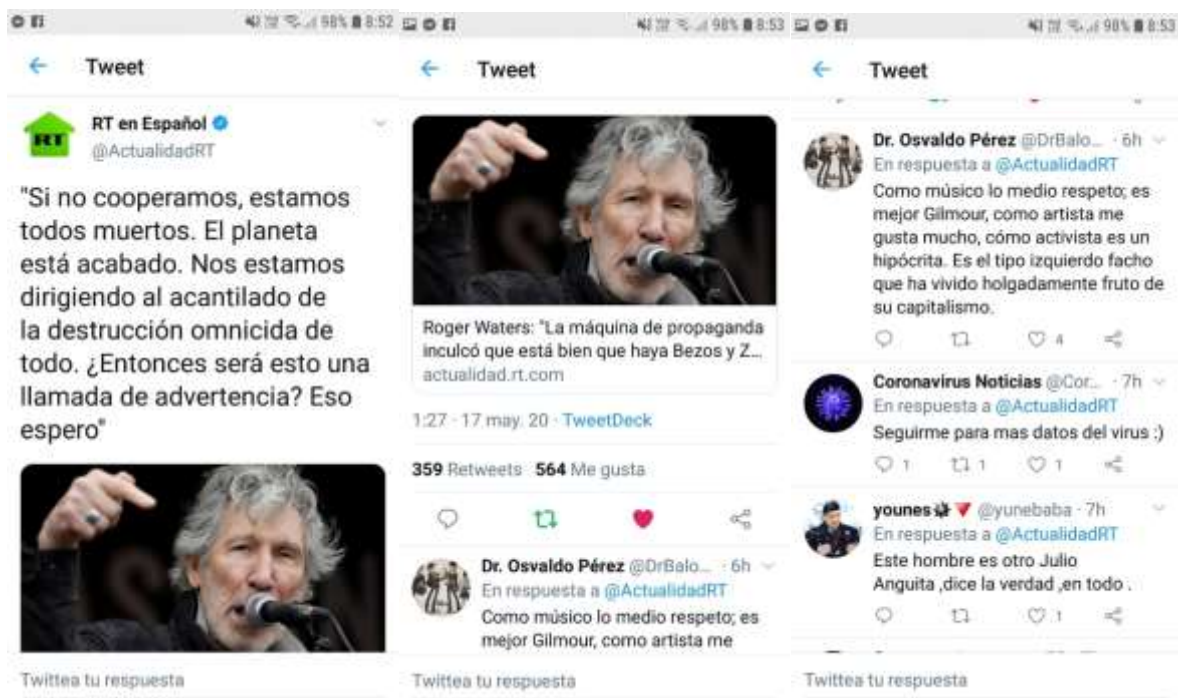 98% 8:52
Tweet
RT
RT en Español
@ActualidadRT
"Si no cooperamos, estamos
todos muertos. El planeta
está acabado. Nos estamos
dirigiendo al acantilado de
la destrucción omnicida de
todo. ¿Entonces será esto una
llamada de advertencia? Eso
espero"
Twittea tu respuesta
98% 8:53
Tweet
Roger Waters: "La máquina de propaganda
inculcó que está bien que haya Bezos y Z...
actualidad.rt.com
1:27 · 17 may. 20 · TweetDeck
359 Retweets 564 Me gusta
Dr. Osvaldo Pérez @DrBalo... · 6h
En respuesta a @ActualidadRT
Como músico lo medio respeto; es
mejor Gilmour, como artista me
Twittea tu respuesta
98% 8:53
Tweet
Dr. Osvaldo Pérez @DrBalo... · 6h
En respuesta a @ActualidadRT
Como músico lo medio respeto; es
mejor Gilmour, como artista me
gusta mucho, cómo activista es un
hipócrita. Es el tipo izquierdo facho
que ha vivido holgadamente fruto de
su capitalismo.
4
Coronavirus Noticias @Cor... · 7h
En respuesta a @ActualidadRT
Seguirme para mas datos del virus :)
1 1 1
younes @yunebaba · 7h
En respuesta a @ActualidadRT
Este hombre es otro Julio
Anguita ,dice la verdad ,en todo .
1
Twittea tu respuesta